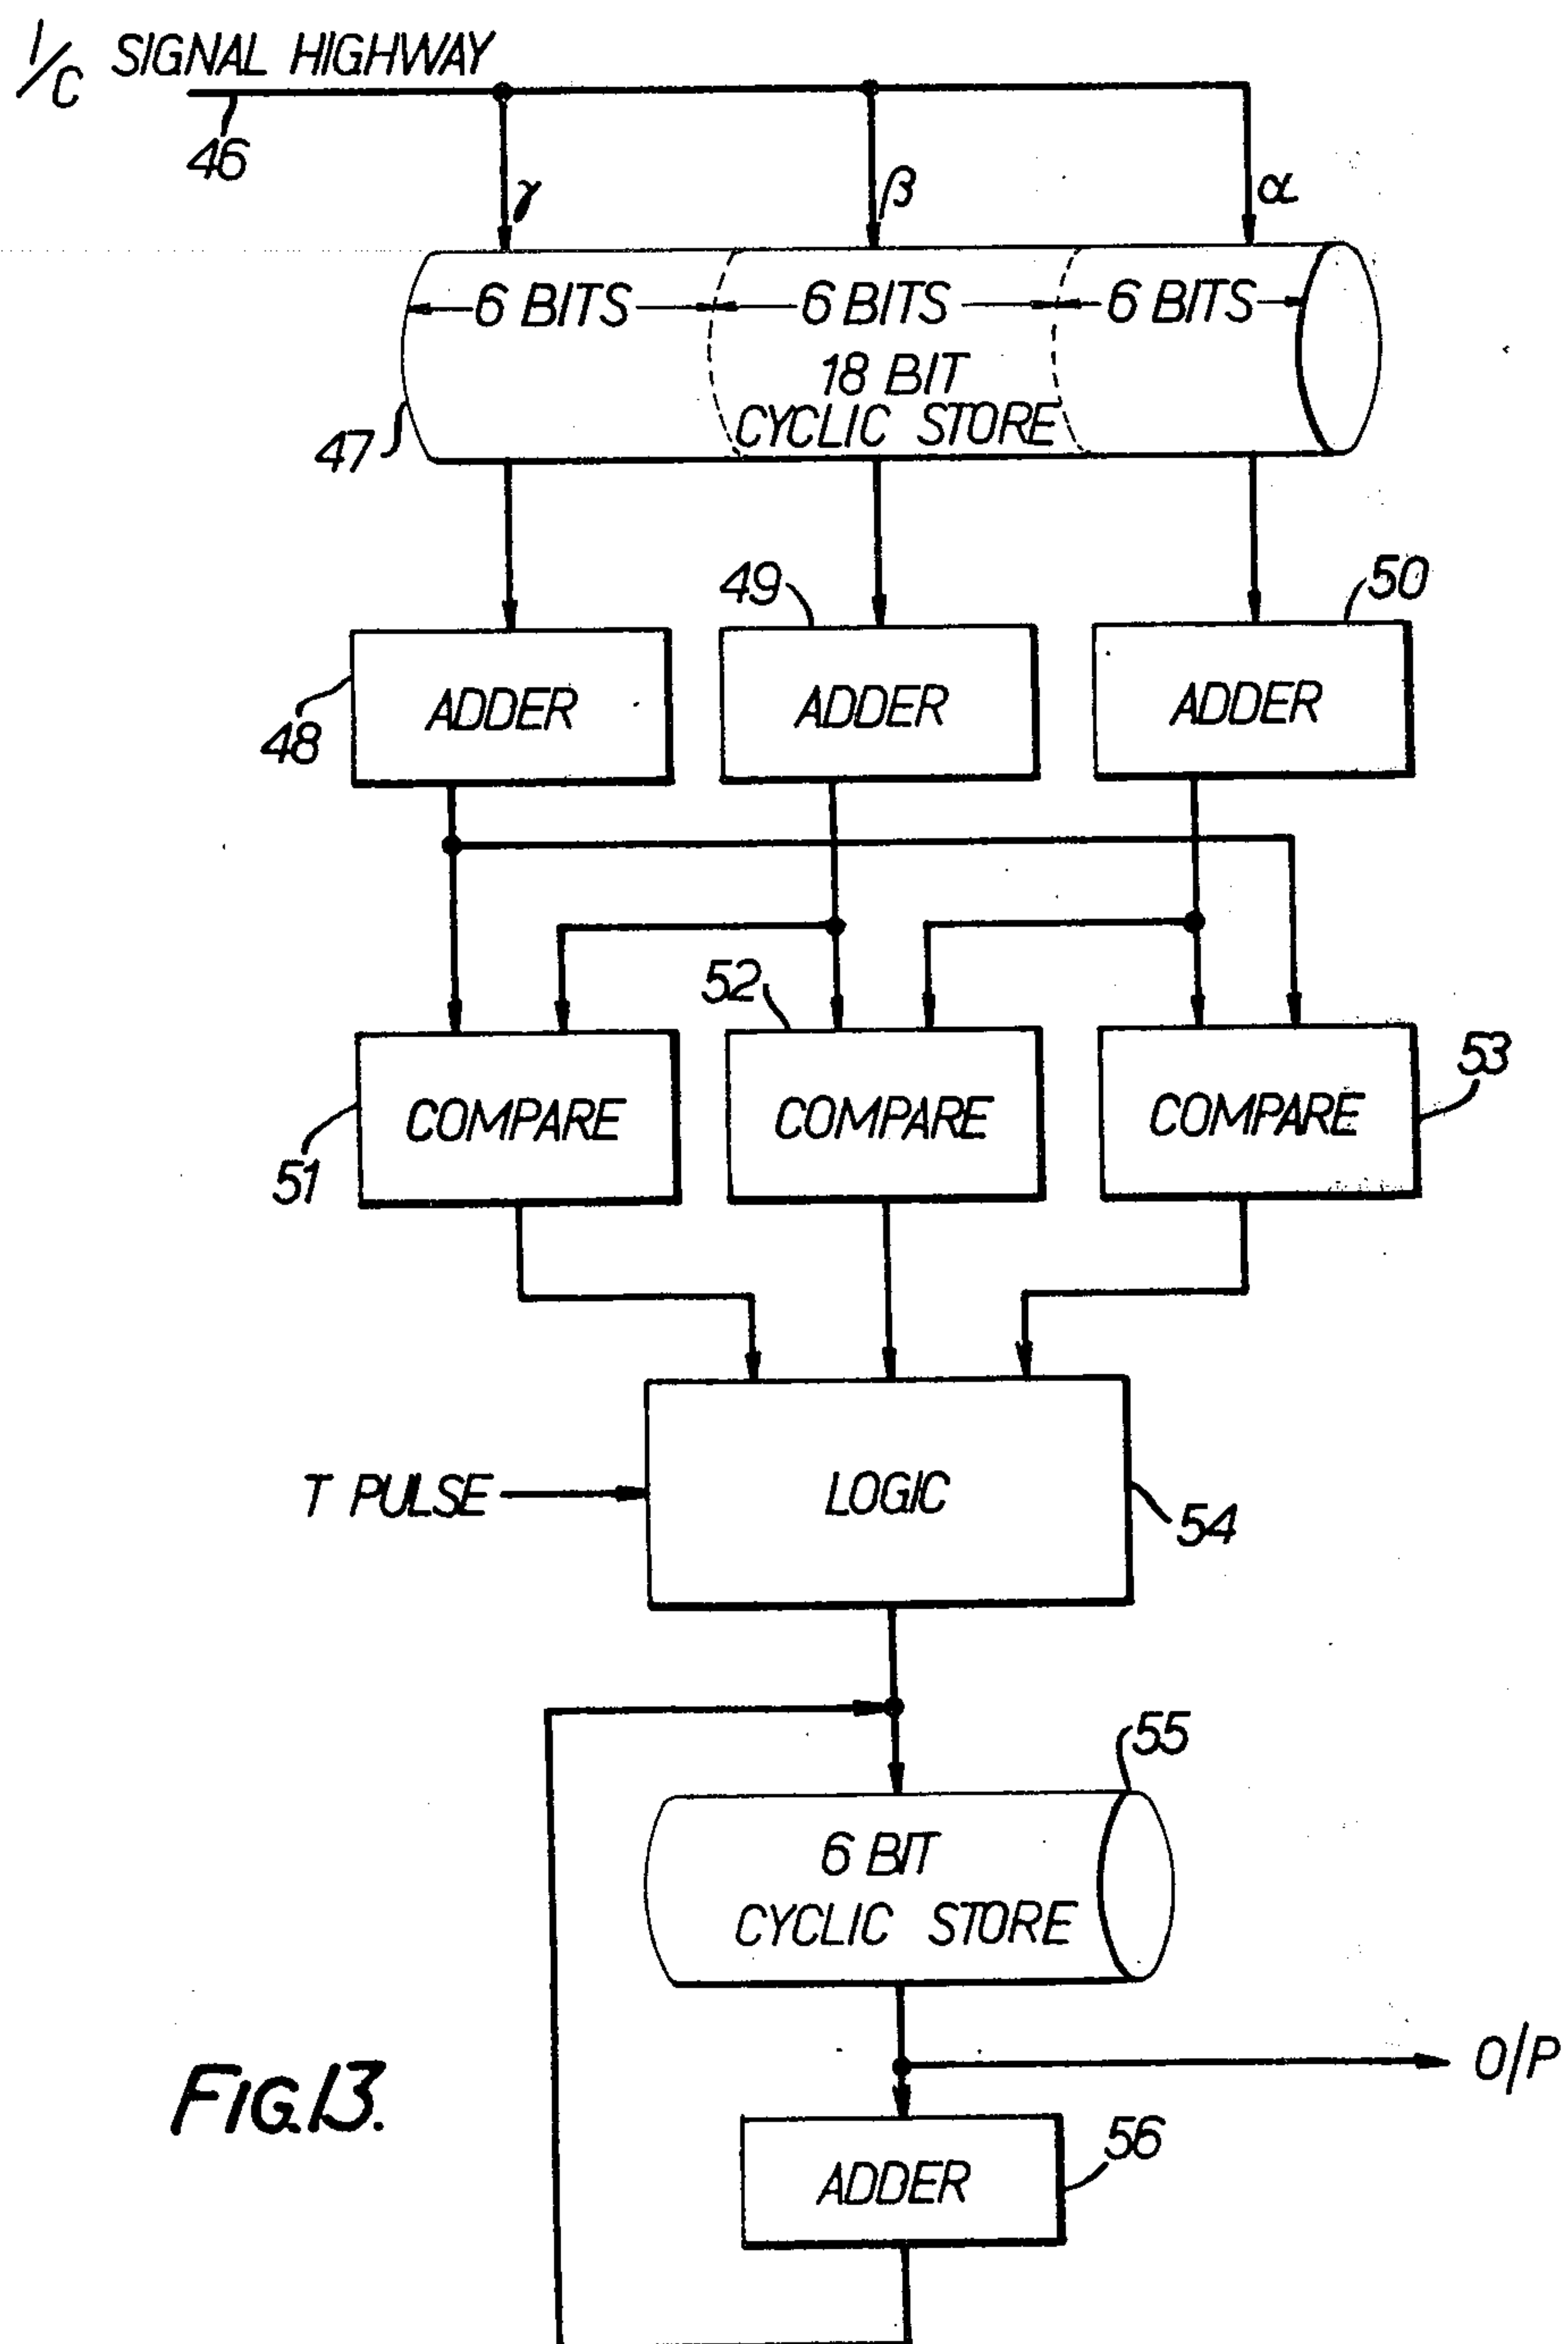 I/C SIGNAL HIGHWAY
46
γ
β
α
6 BITS
6 BITS
6 BITS
18 BIT
CYCLIC STORE
47
49
50
ADDER
ADDER
ADDER
48
52
53
COMPARE
COMPARE
COMPARE
51
T PULSE
LOGIC
54
55
6 BIT
CYCLIC STORE
O/P
FIG.13.
56
ADDER